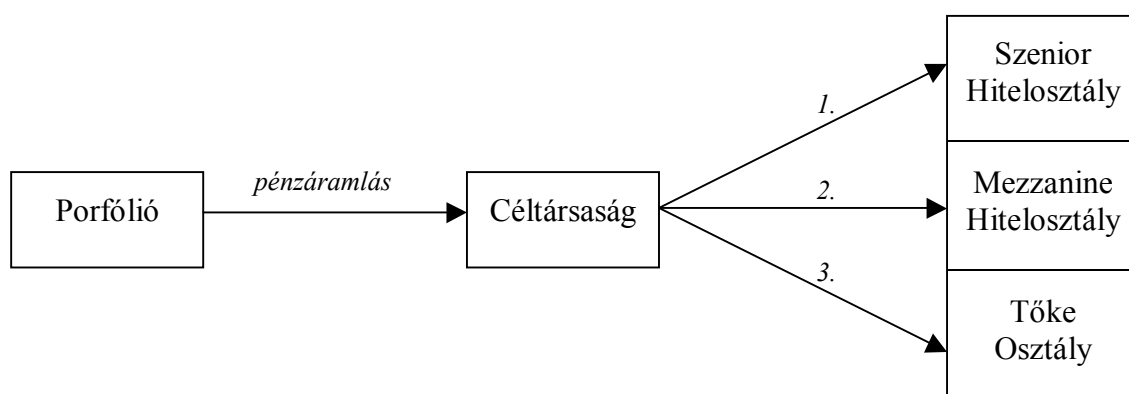 Porfólió
pénzáramlás
Céltársaság
1.
2.
3.
Szenior
Hitelosztály
Mezzanine
Hitelosztály
Tőke
Osztály